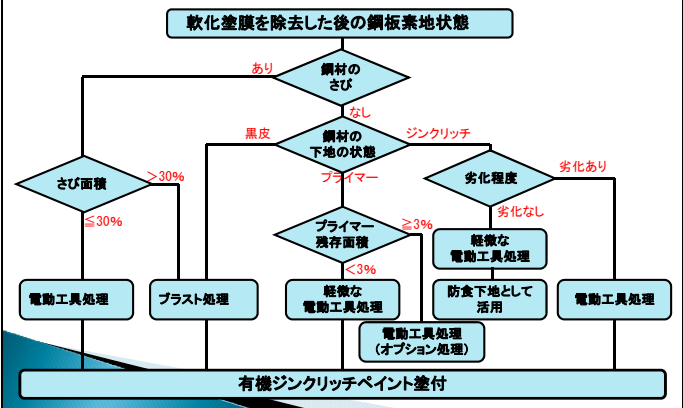 軟化塗膜を除去した後の鋼板素地状態
あり
鋼材の
さび
なし
黒皮
鋼材の
下地の状態
ジンクリッチ
プライマー
さび面積
>30%
≦30%
プライマー
残存面積
≧3%
<3%
劣化程度
劣化あり
劣化なし
軽微な
電動工具処理
電動工具処理
ブラスト処理
軽微な
電動工具処理
防食下地として
活用
電動工具処理
電動工具処理
(オプション処理)
有機ジンクリッチペイント塗付